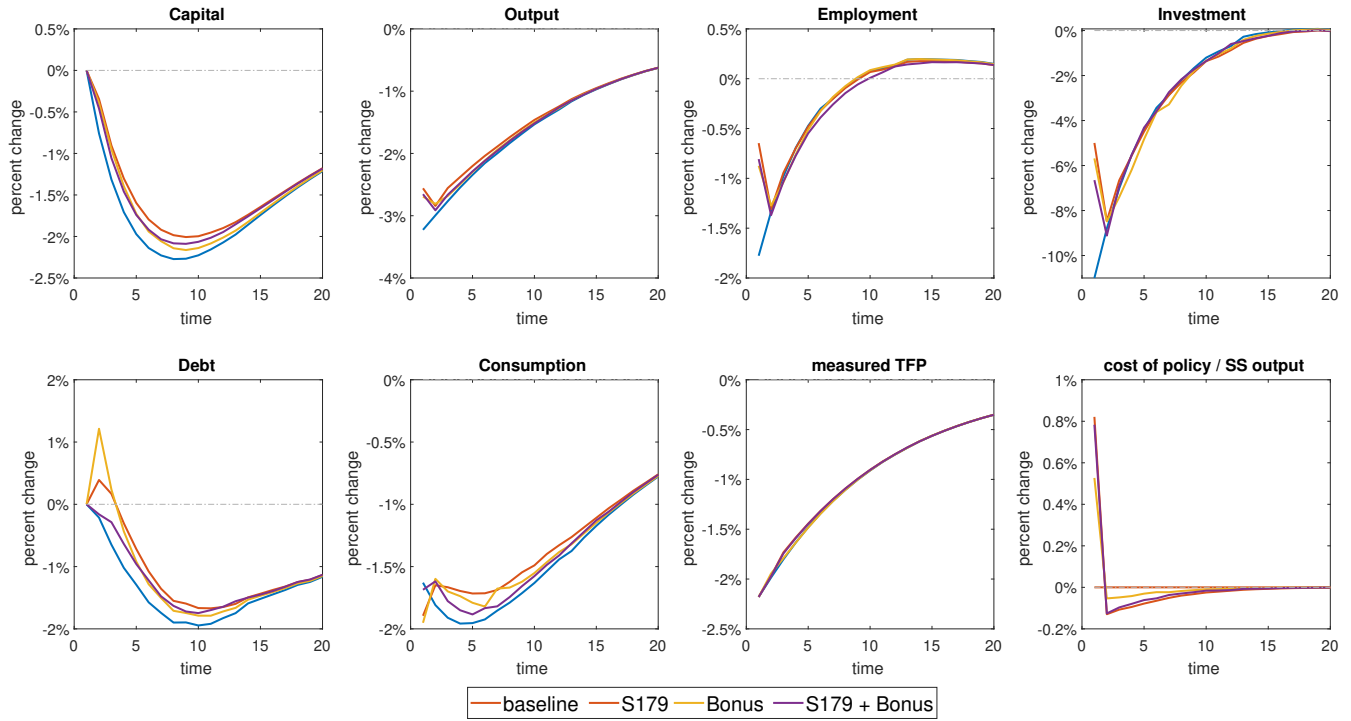 Capital
0.5%
0%
-0.5%
-1%
-1.5%
-2%
-2.5%
percent change
0 5 10 15 20
time
Output
0%
-1%
-2%
-3%
-4%
percent change
0 5 10 15 20
time
Employment
0.5%
0%
-0.5%
-1%
-1.5%
-2%
percent change
0 5 10 15 20
time
Investment
0%
-2%
-4%
-6%
-8%
-10%
percent change
0 5 10 15 20
time
Debt
2%
1%
0%
-1%
-2%
percent change
0 5 10 15 20
time
Consumption
0%
-0.5%
-1%
-1.5%
-2%
percent change
0 5 10 15 20
time
measured TFP
0%
-0.5%
-1%
-1.5%
-2%
-2.5%
percent change
0 5 10 15 20
time
cost of policy / SS output
1%
0.8%
0.6%
0.4%
0.2%
0%
-0.2%
percent change
0 5 10 15 20
time
baseline S179 Bonus S179 + Bonus